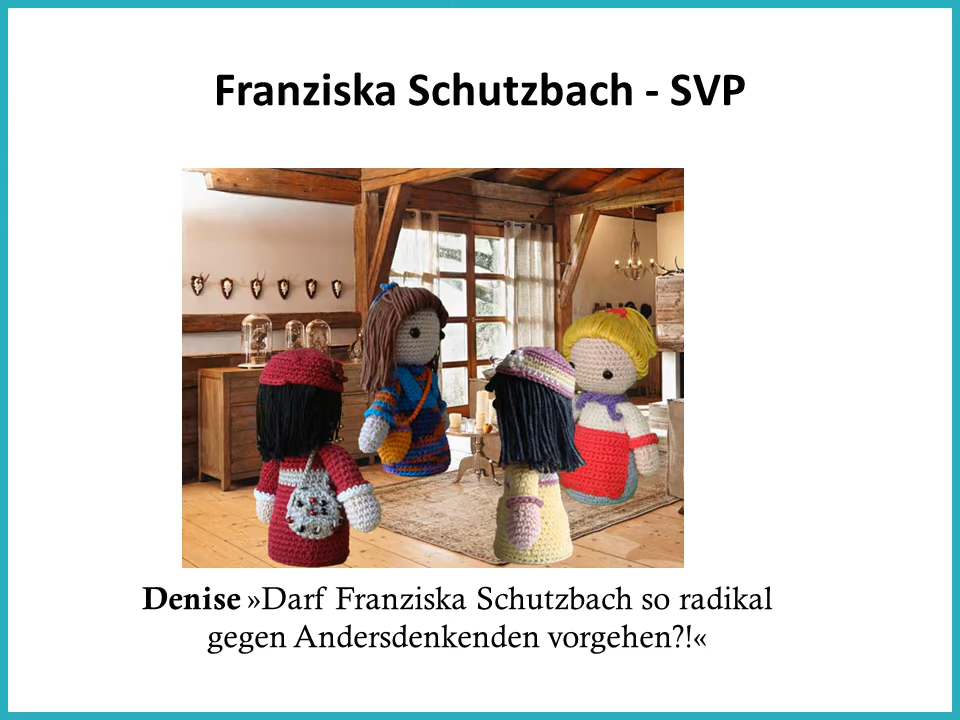 Franziska Schutzbach - SVP
Denise »Darf Franziska Schutzbach so radikal
gegen Andersdenkenden vorgehen?!«